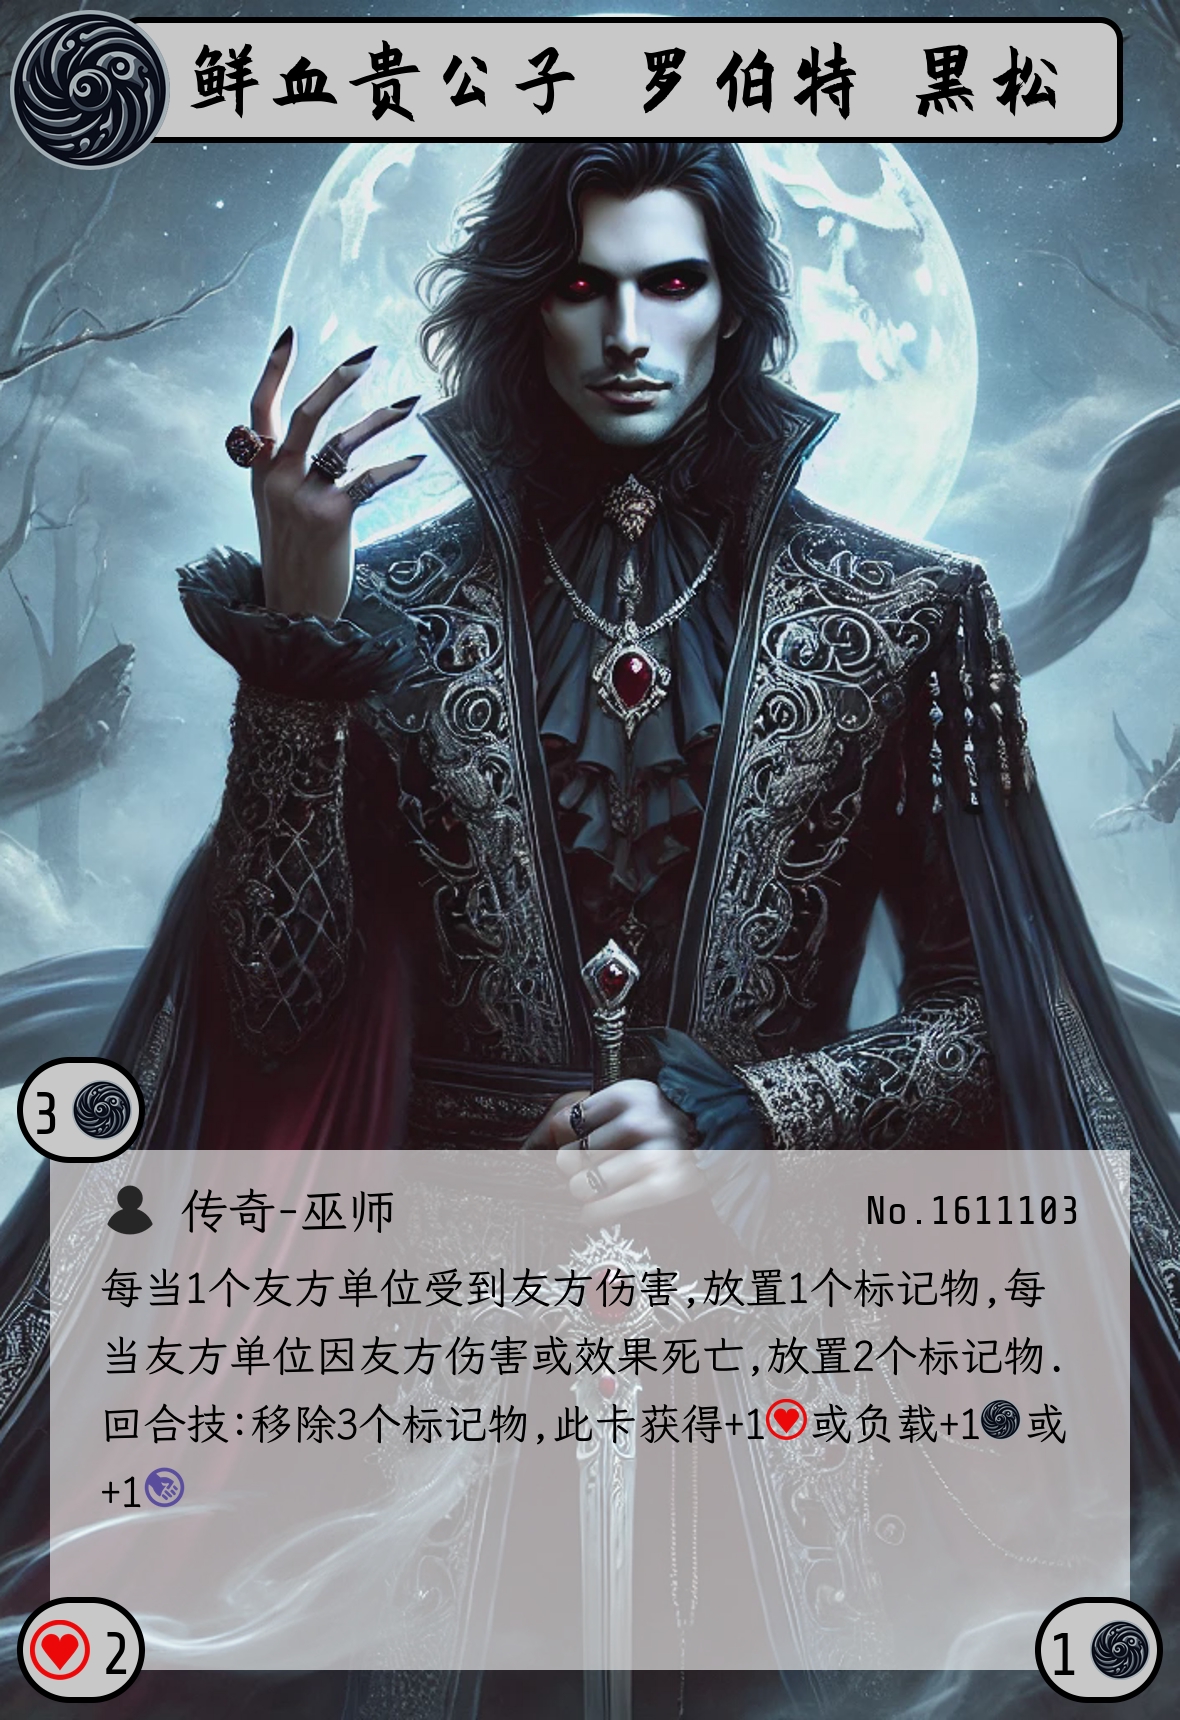 鲜血贵公子 罗伯特 黑松
3
传奇-巫师
No.1611103
每当1个友方单位受到友方伤害,放置1个标记物,每
当友方单位因友方伤害或效果死亡,放置2个标记物.
回合技:移除3个标记物,此卡获得+1或负载+1或
+1
2
1